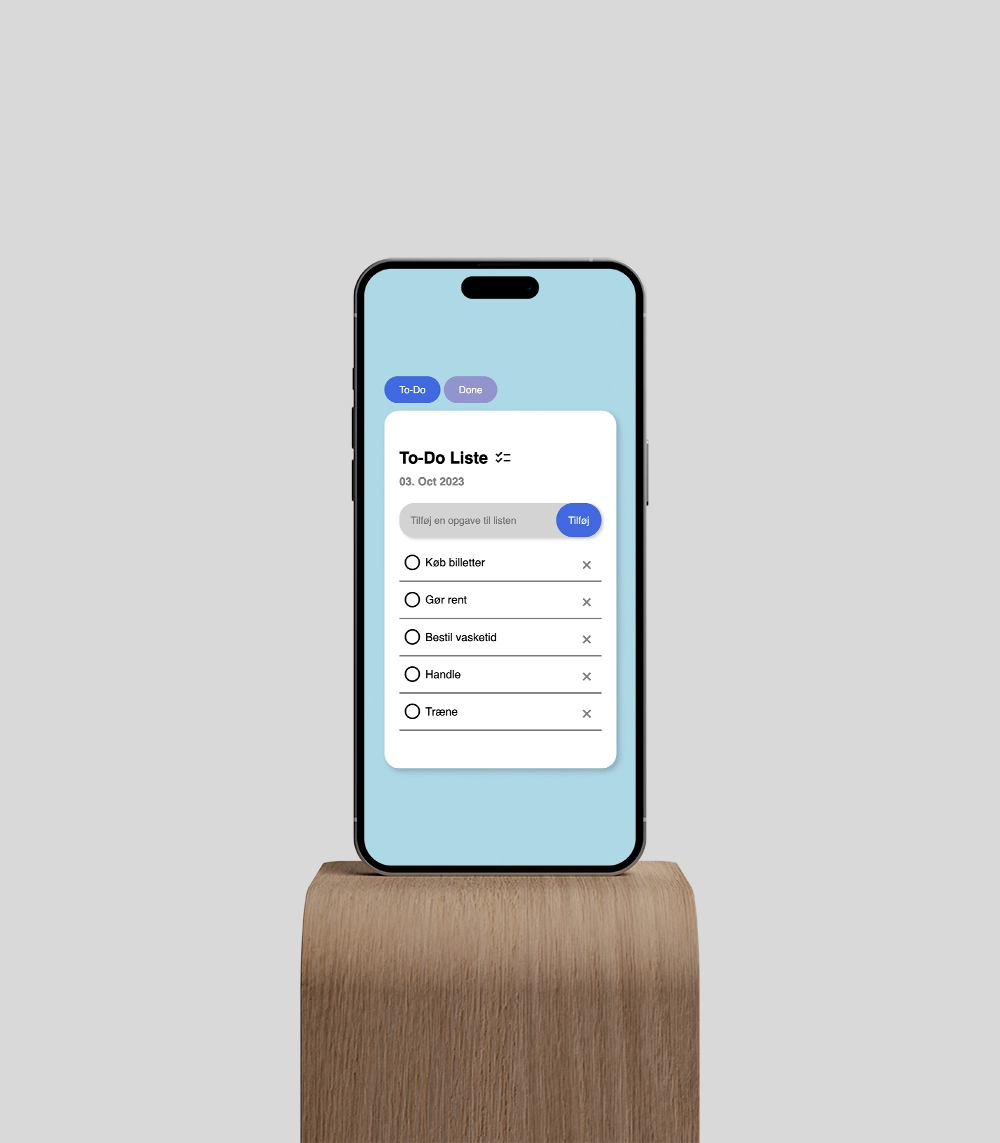 To-Do Done
To-Do Liste
03. Oct 2023
Tilføj en opgave til listen Tilføj
Køb billetter
Gør rent
Bestil vasketid
Handle
Træne